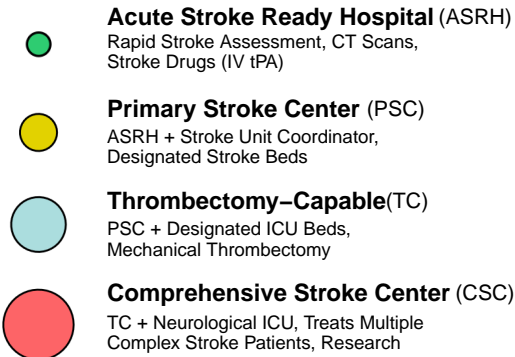 Acute Stroke Ready Hospital (ASRH)
Rapid Stroke Assessment, CT Scans,
Stroke Drugs (IV tPA)
Primary Stroke Center (PSC)
ASRH + Stroke Unit Coordinator,
Designated Stroke Beds
Thrombectomy−Capable(TC)
PSC + Designated ICU Beds,
Mechanical Thrombectomy
Comprehensive Stroke Center (CSC)
TC + Neurological ICU, Treats Multiple
Complex Stroke Patients, Research